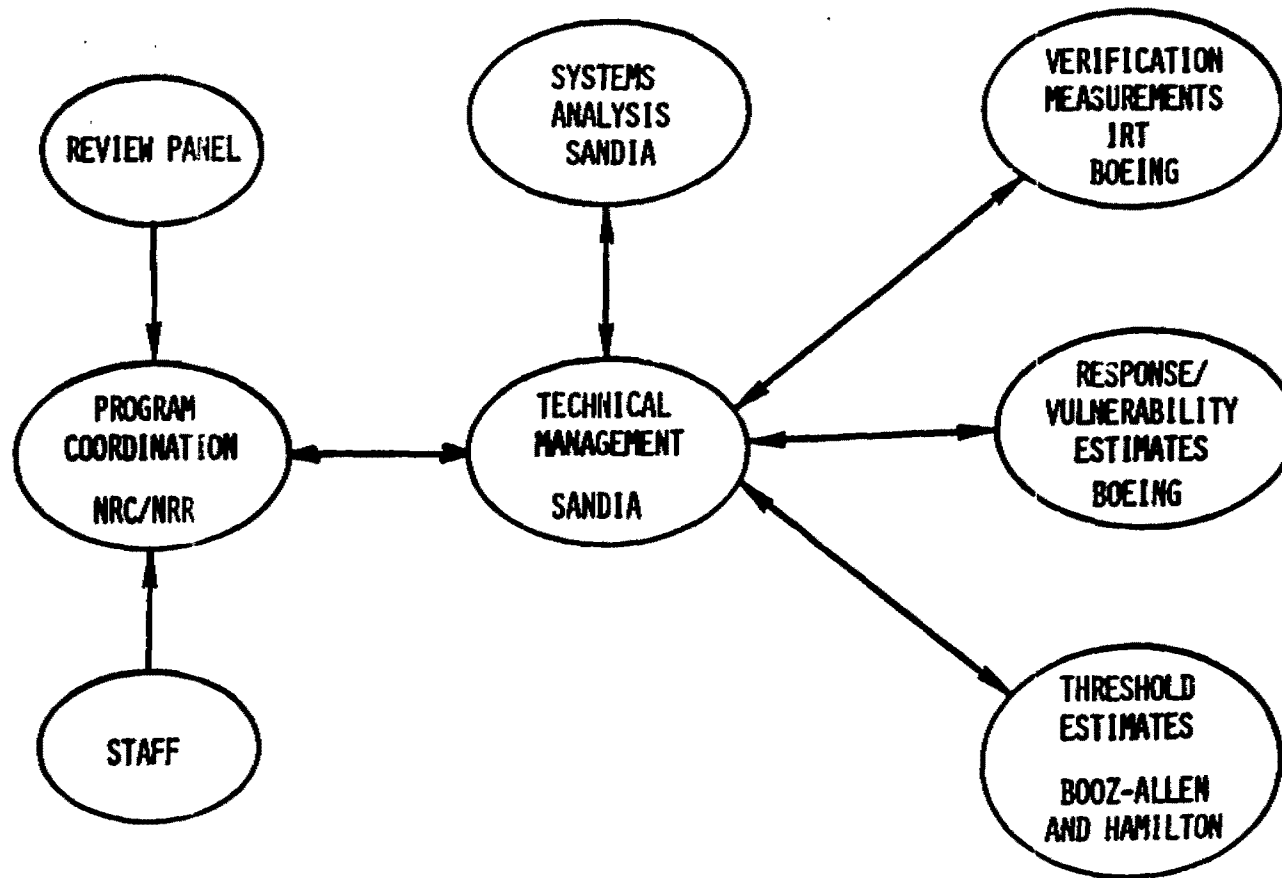 REVIEW PANEL
SYSTEMS
ANALYSIS
SANDIA
VERIFICATION
MEASUREMENTS
IRT
BOEING
PROGRAM
COORDINATION
NRC/NRR
TECHNICAL
MANAGEMENT
SANDIA
RESPONSE/
VULNERABILITY
ESTIMATES
BOEING
STAFF
THRESHOLD
ESTIMATES
BOOZ-ALLEN
AND HAMILTON